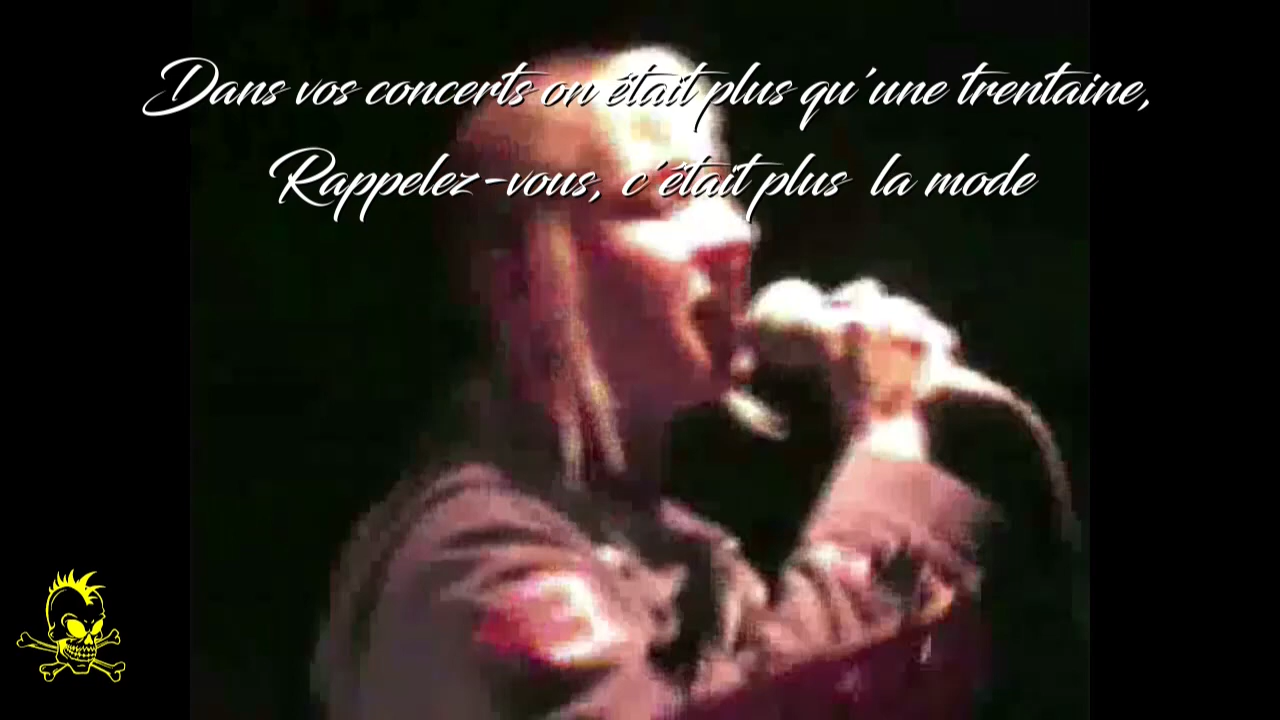 Dans vos concerts on était plus qu'une trentaine,
Rappelez-vous, c'était plus la mode